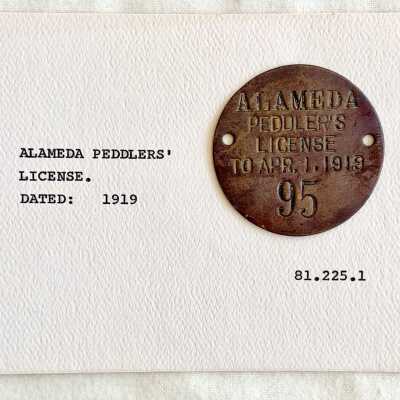 ALAMEDA PEDDLERS'
LICENSE.
DATED: 1919
ALAMEDA
PEDDLER'S
LICENSE
TO APR. 1. 1919
95
81.225.1